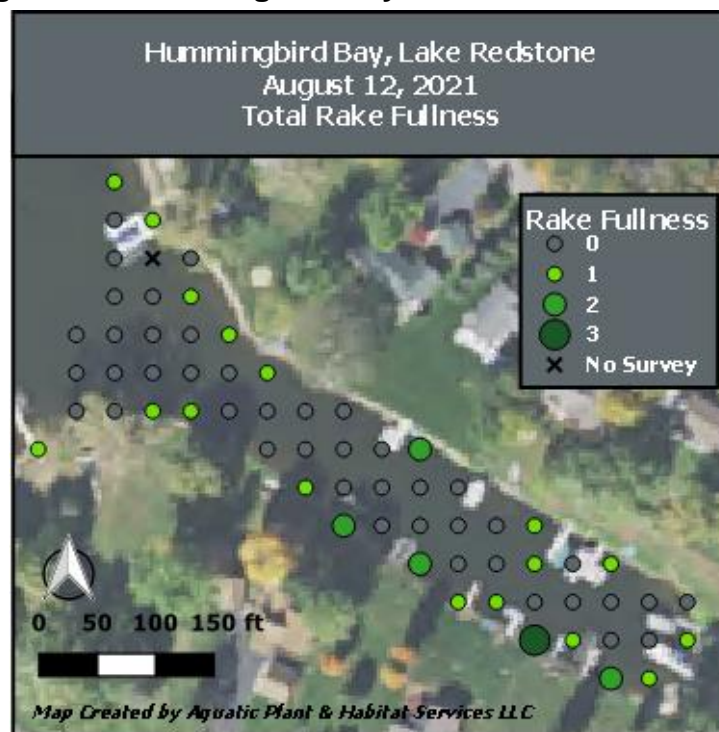 Hummingbird Bay, Lake Redstone
August 12, 2021
Total Rake Fullness
Rake Fullness
0
1
2
3
No Survey
0 50 100 150 ft
Map Created by Aquatic Plant & Habitat Services LLC